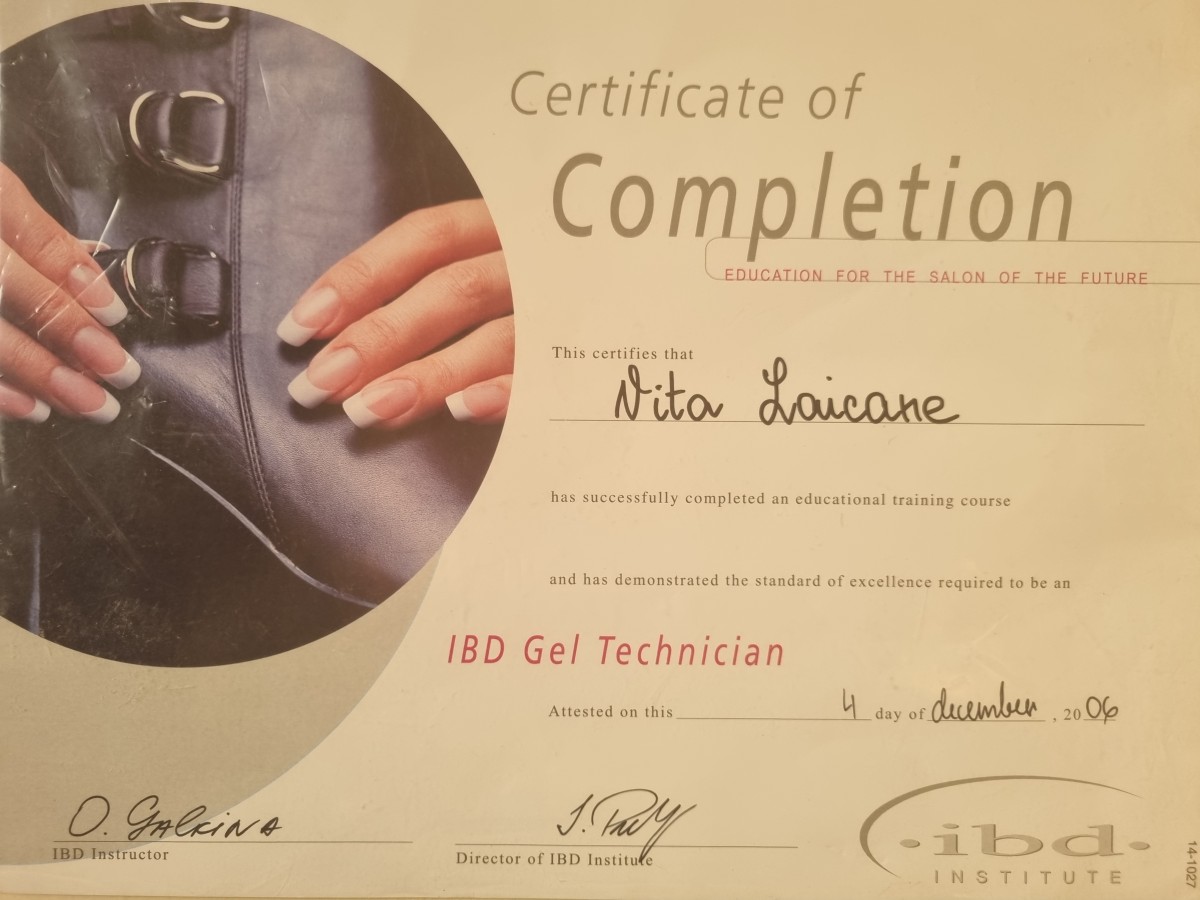 Certificate of
Completion
EDUCATION FOR THE SALON OF THE FUTURE
This certifies that
Vita Laicane
has successfully completed an educational training course
and has demonstrated the standard of excellence required to be an
IBD Gel Technician
Attested on this 4 day of december, 2006
O. Galkina
IBD Instructor
Director of IBD Institute
·ibd·
INSTITUTE
14-1027